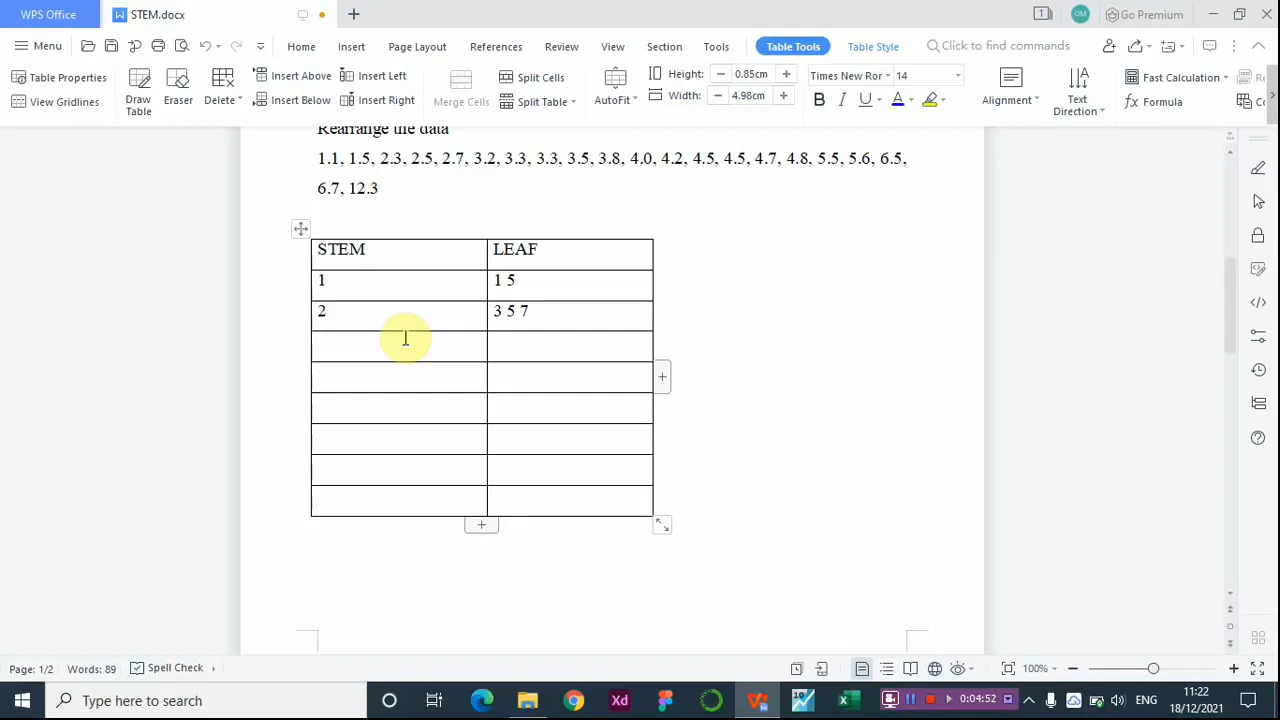 WPS Office
STEM.docx
1
OM
Go Premium
Menu
Home
Insert
Page Layout
References
Review
View
Section
Tools
Table Tools
Table Style
Click to find commands
Table Properties
View Gridlines
Draw Table
Eraser
Delete
Insert Above
Insert Below
Insert Left
Insert Right
Merge Cells
Split Cells
Split Table
AutoFit
Height: 0.85cm
Width: 4.98cm
Times New Ror
14
B I U A
Alignment
Text Direction
Fast Calculation
Formula
Re
Co
Rearrange the data
1.1, 1.5, 2.3, 2.5, 2.7, 3.2, 3.3, 3.3, 3.5, 3.8, 4.0, 4.2, 4.5, 4.5, 4.7, 4.8, 5.5, 5.6, 6.5,
6.7, 12.3
STEM LEAF
1 1 5
2 3 5 7
Page: 1/2
Words: 89
Spell Check
100%
Type here to search
Xd
0:04:52
ENG
11:22
18/12/2021